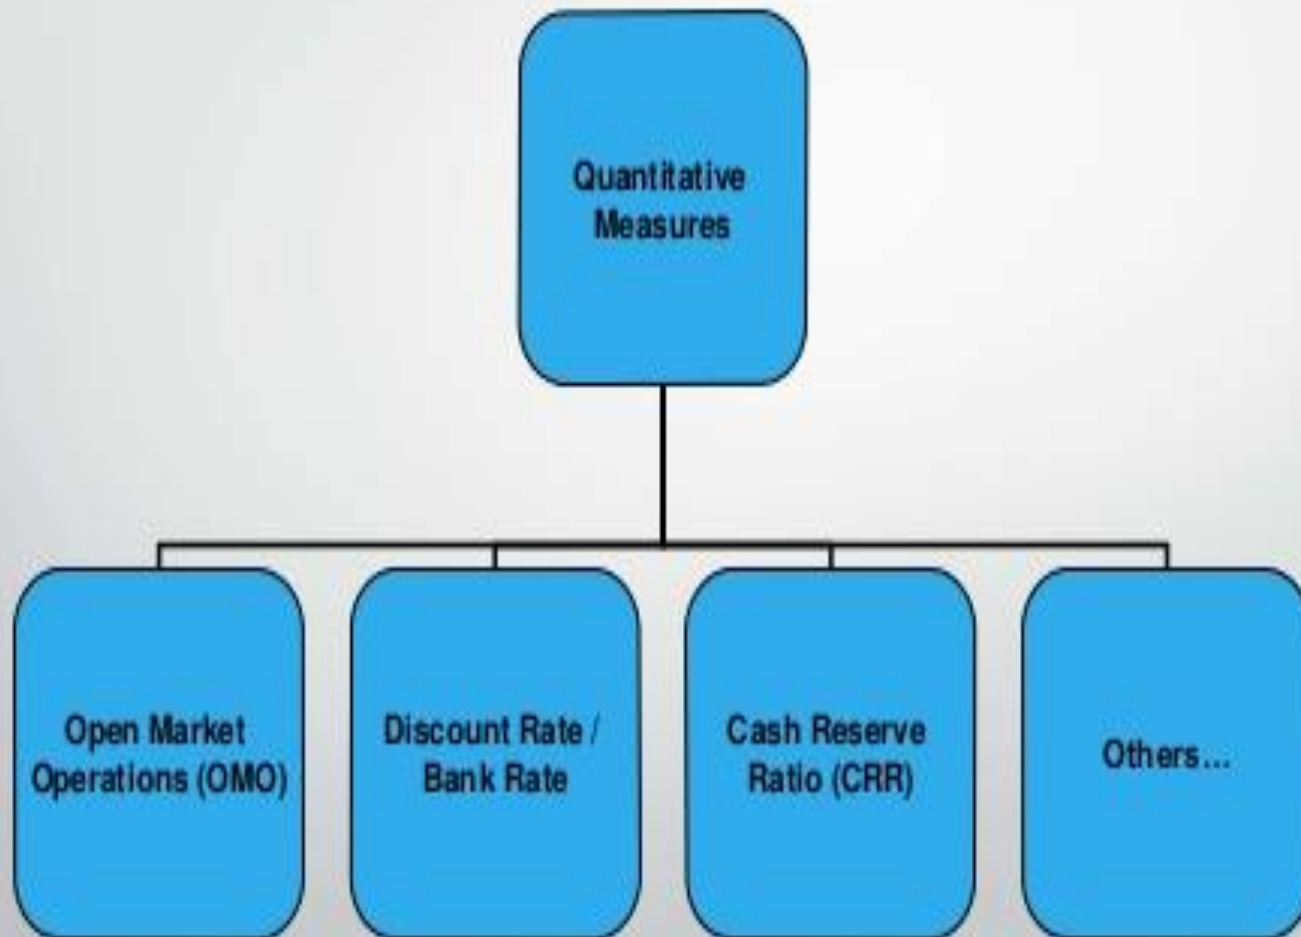 Quantitative
Measures
Open Market
Operations (OMO)
Discount Rate /
Bank Rate
Cash Reserve
Ratio (CRR)
Others...